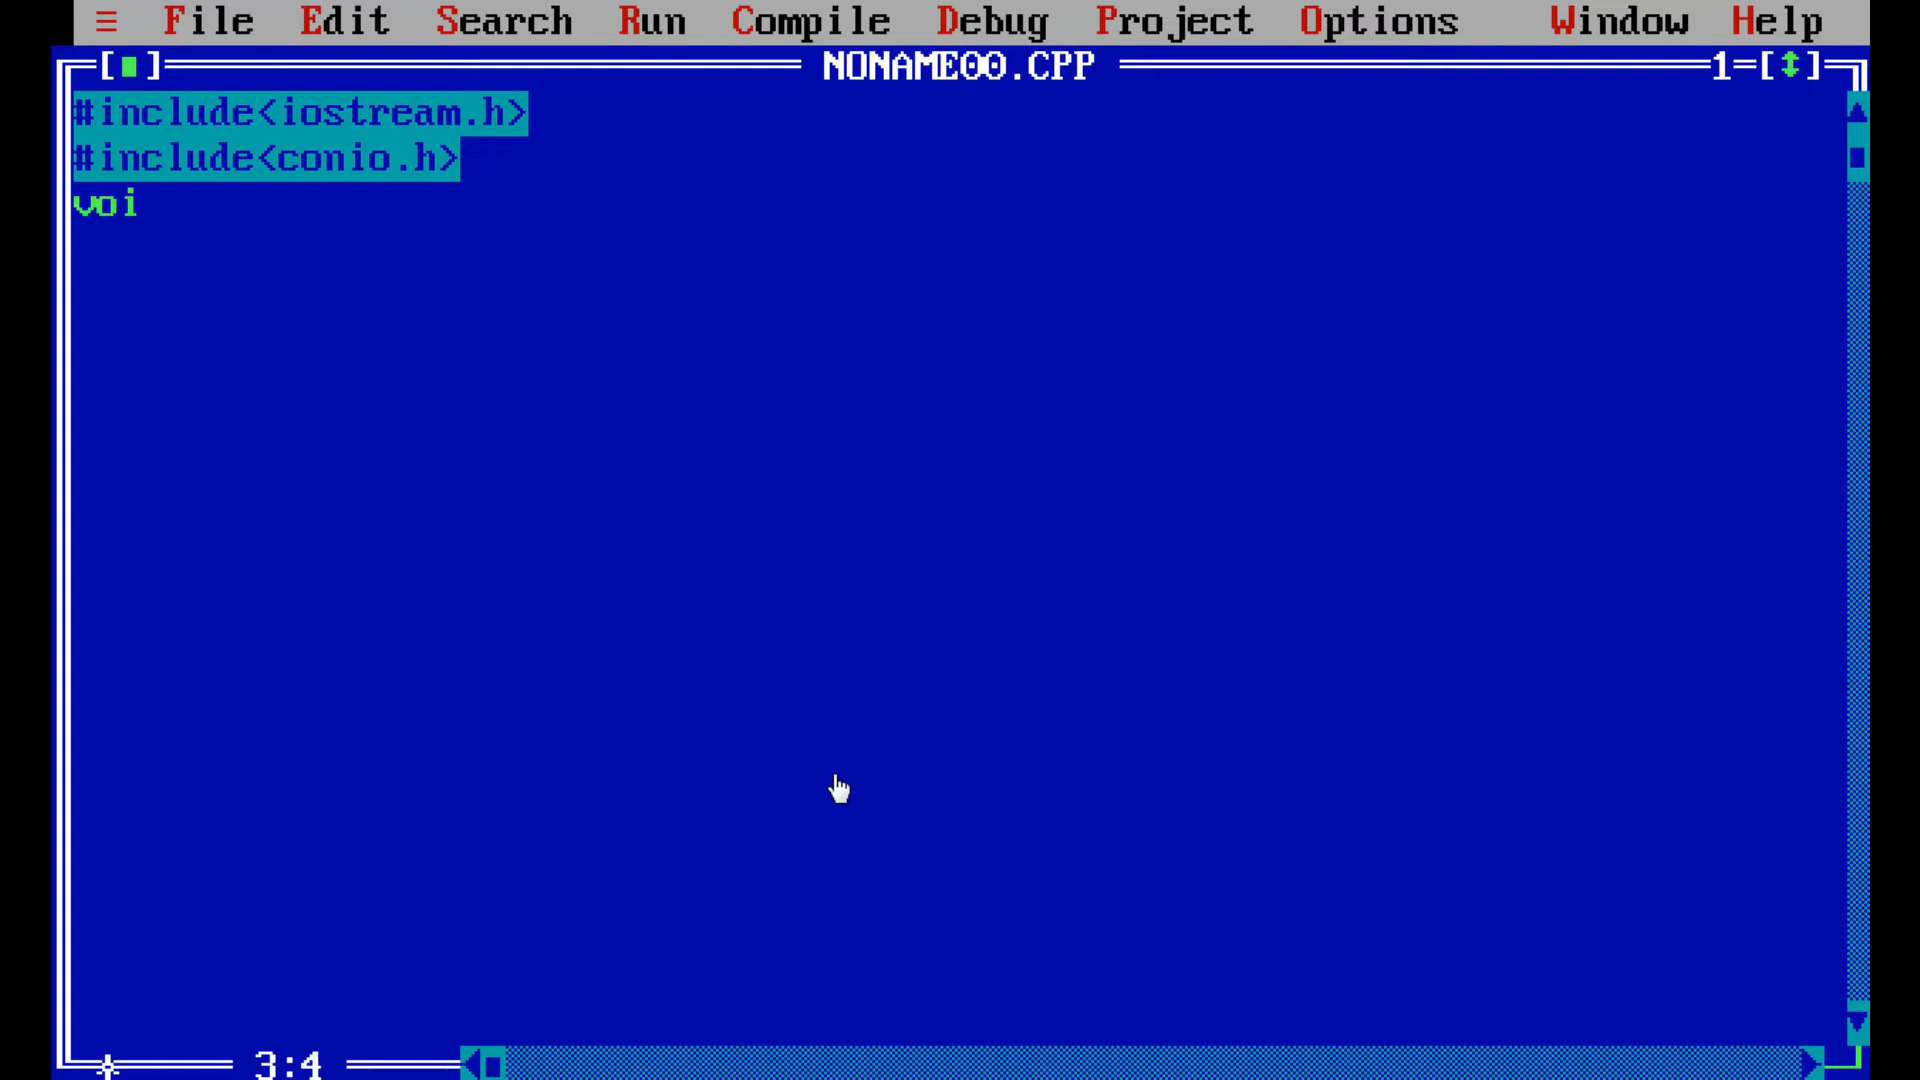 ≡ File Edit Search Run Compile Debug Project Options Window Help
[■] NONAME00.CPP 1=[↕]
#include<iostream.h>
#include<conio.h>
voi
3:4